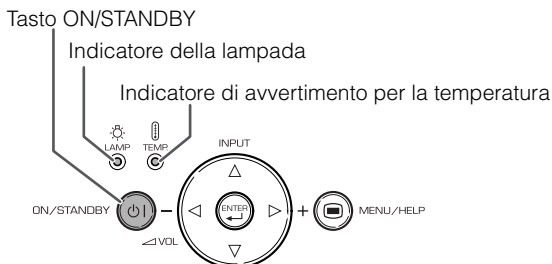 Tasto ON/STANDBY
Indicatore della lampada
Indicatore di avvertimento per la temperatura
LAMP TEMP.
INPUT
ON/STANDBY - ENTER + MENU/HELP
VOL